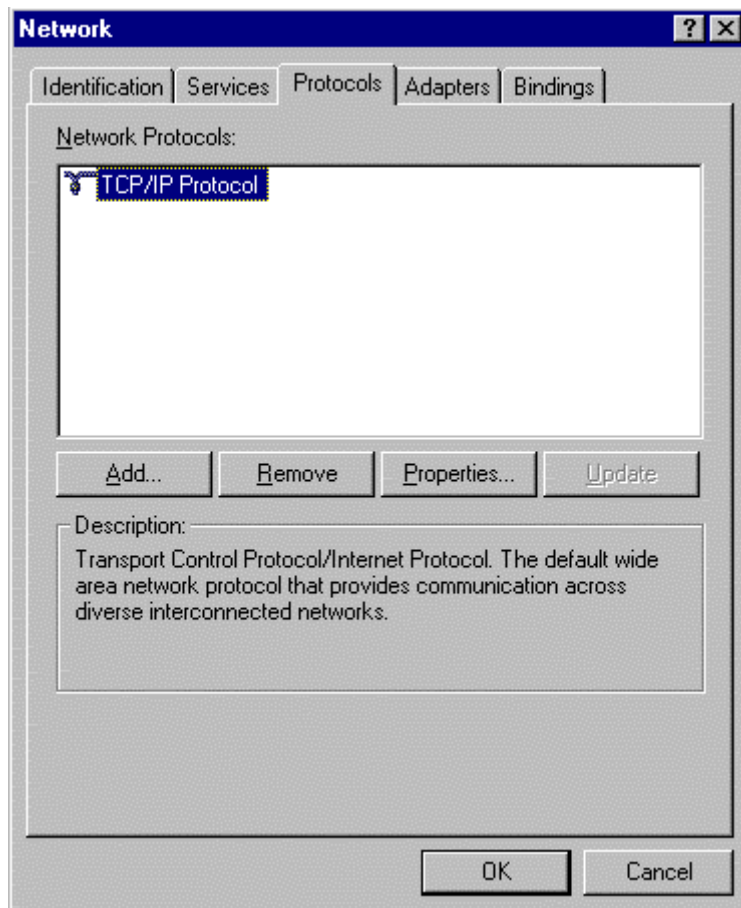 Network
Identification Services Protocols Adapters Bindings
Network Protocols:
TCP/IP Protocol
Add... Remove Properties... Update
Description:
Transport Control Protocol/Internet Protocol. The default wide
area network protocol that provides communication across
diverse interconnected networks.
OK Cancel